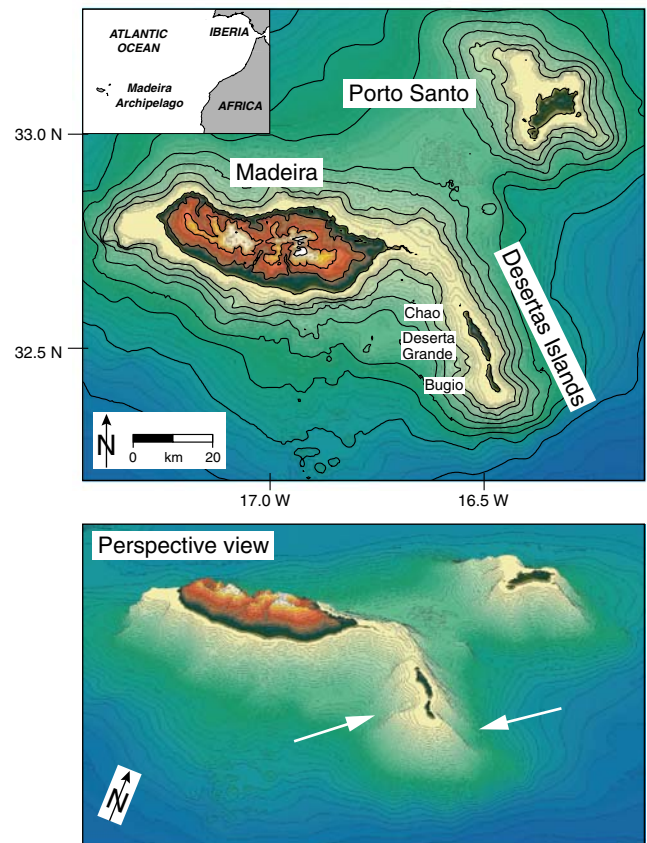 ATLANTIC
OCEAN
IBERIA
Madeira
Archipelago
AFRICA
Porto Santo
33.0 N
Madeira
Desertas Islands
Chao
Deserta
Grande
32.5 N
Bugio
N
0 km 20
17.0 W 16.5 W
Perspective view
N